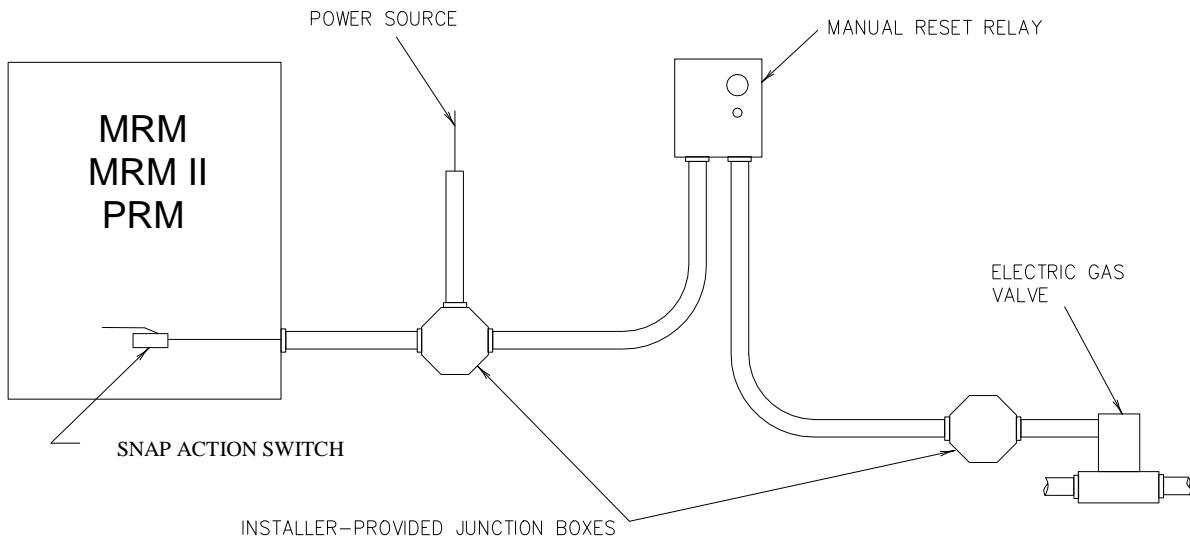 POWER SOURCE
MANUAL RESET RELAY
MRM
MRM II
PRM
ELECTRIC GAS
VALVE
SNAP ACTION SWITCH
INSTALLER-PROVIDED JUNCTION BOXES